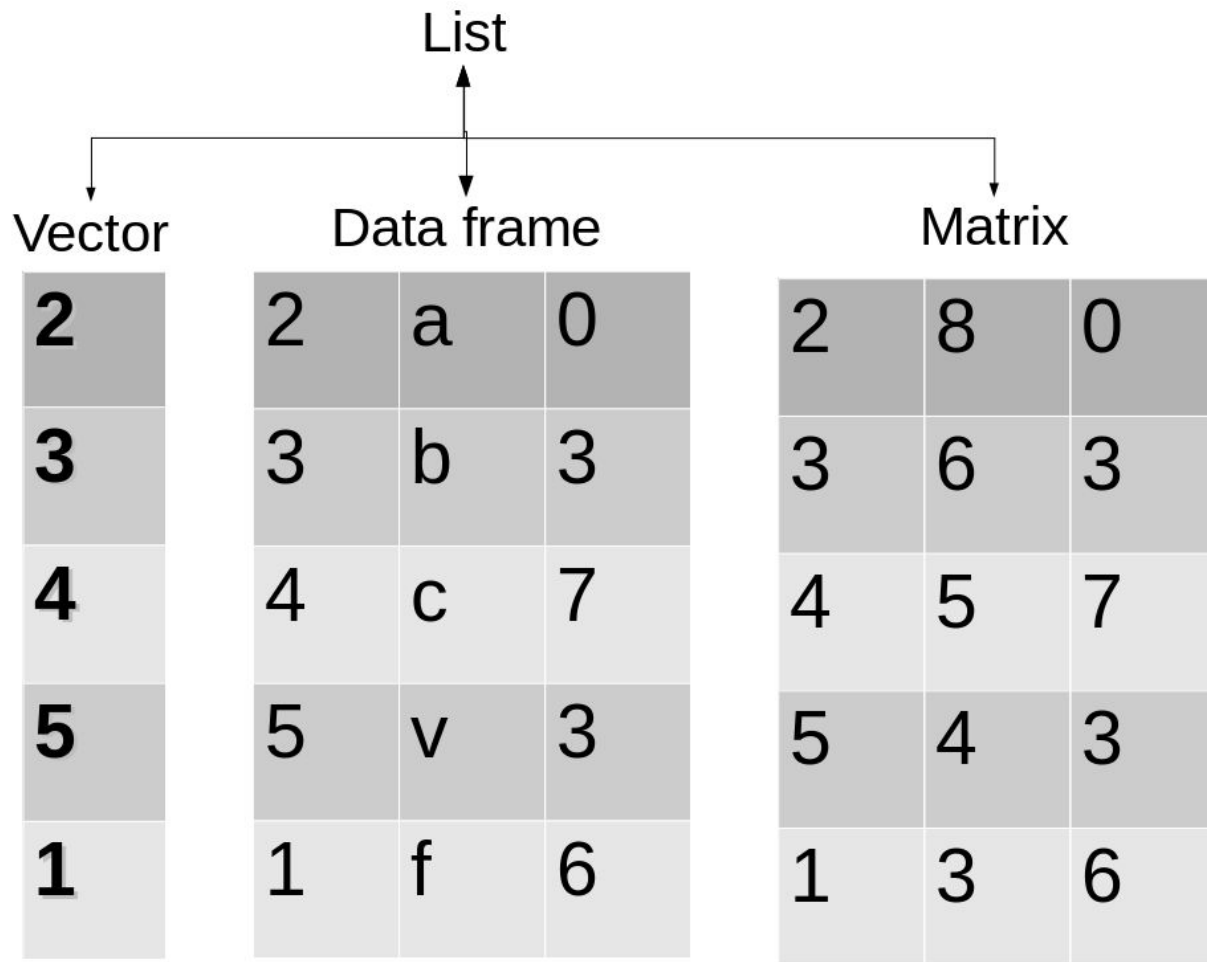 List
Vector Data frame Matrix
2 2 a 0 2 8 0
3 3 b 3 3 6 3
4 4 c 7 4 5 7
5 5 v 3 5 4 3
1 1 f 6 1 3 6